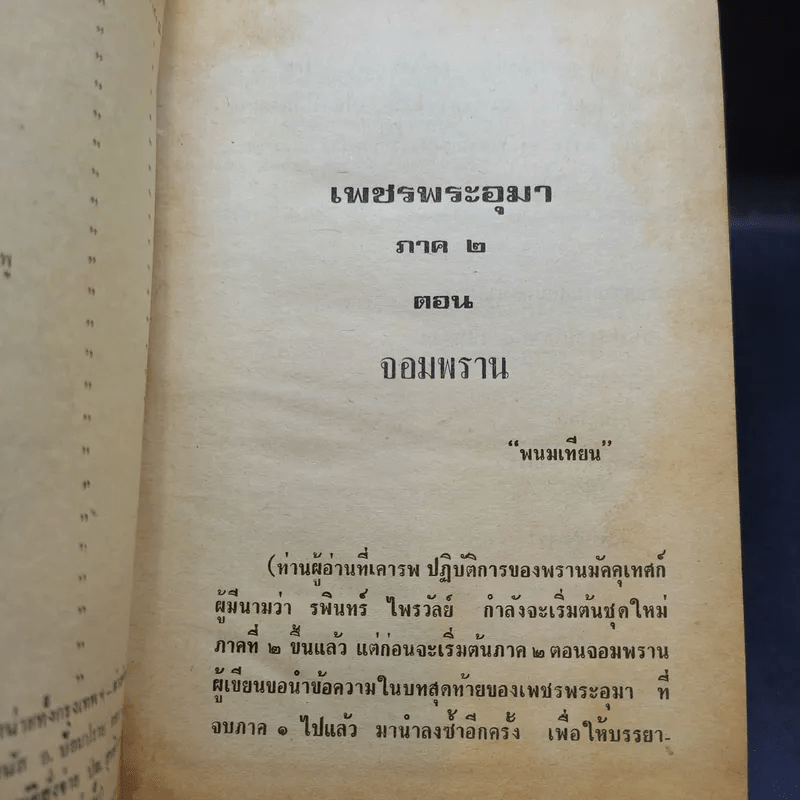 เพชรพระอุมา
ภาค ๒
ตอน
จอมพราน
“พนมเทียน”
(ท่านผู้อ่านที่เคารพ ปฏิบัติการของพรานมัคคุเทศก์
ผู้มีนามว่า รพินทร์ ไพรวัลย์ กำลังจะเริ่มต้นชุดใหม่
ภาคที่ ๒ ขึ้นแล้ว แต่ก่อนจะเริ่มต้นภาค ๒ ตอนจอมพราน
ผู้เขียนขอนำข้อความในบทสุดท้ายของเพชรพระอุมา ที่
จบภาค ๑ ไปแล้ว มานำลงซ้ำอีกครั้ง เพื่อให้บรรยา-